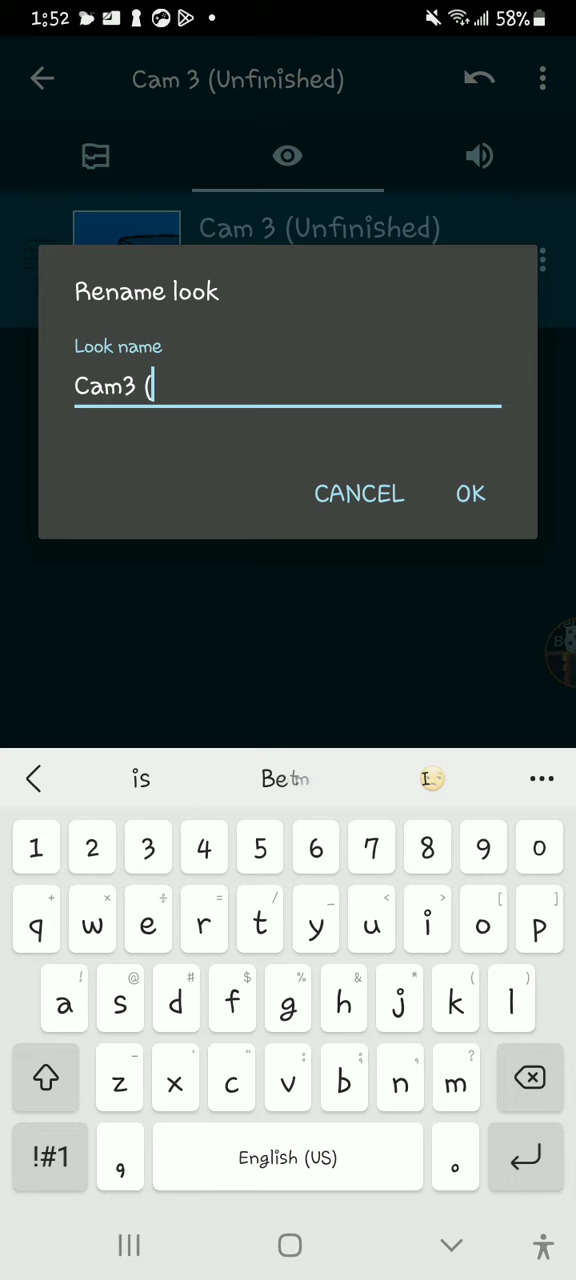 1:52
58%
Cam 3 (Unfinished)
Cam 3 (Unfinished)
Rename look
Look name
Cam3 (
CANCEL OK
is
1 2 3 4 5 6 7 8 9 0
+ × ÷ = / _ < > [ ]
q w e r t y u i o p
! @ # $ % & * ( )
a s d f g h j k l
- ' " : ; , ?
z x c v b n m
!#1 , English (US) .